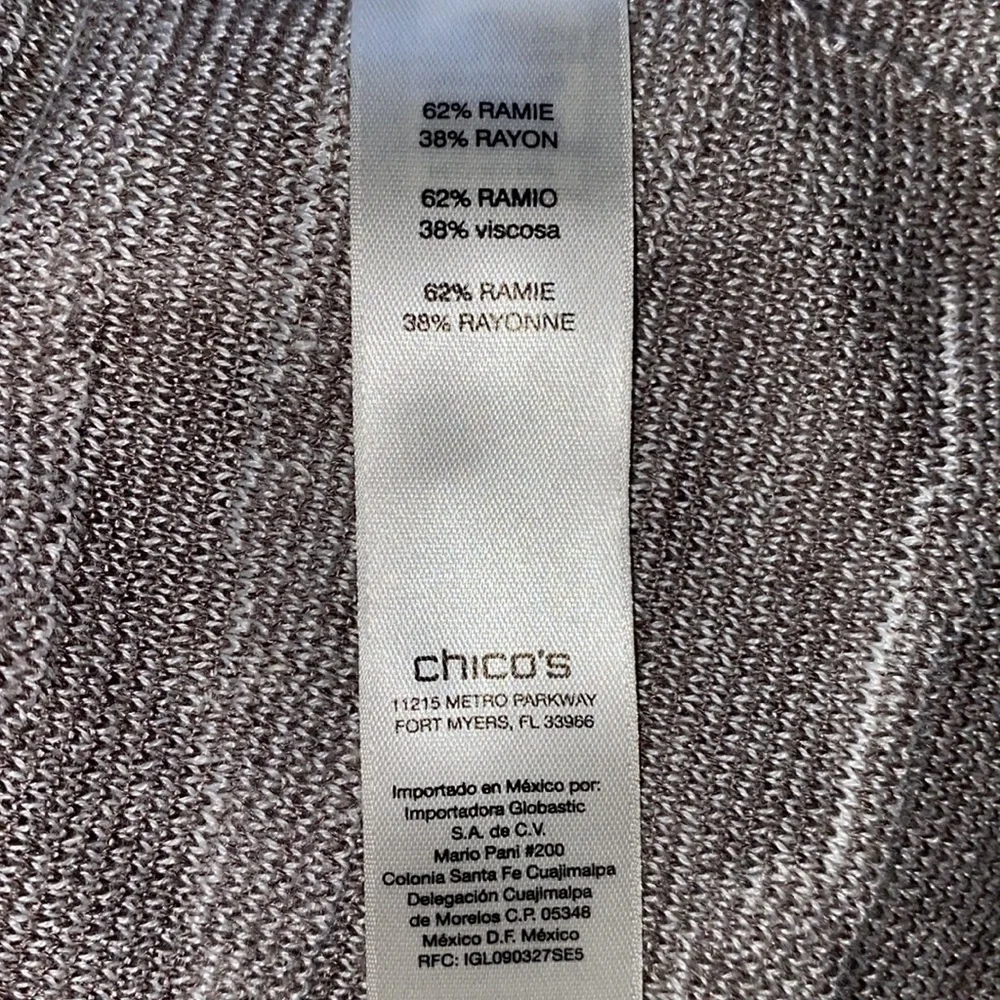 62% RAMIE
38% RAYON
62% RAMIO
38% viscosa
62% RAMIE
38% RAYONNE
chico's
11215 METRO PARKWAY
FORT MYERS, FL 33966
Importado en México por:
Importadora Globastic
S.A. de C.V.
Mario Pani #200
Colonia Santa Fe Cuajimalpa
Delegación Cuajimalpa
de Morelos C.P. 05348
México D.F. México
RFC: IGL090327SE5